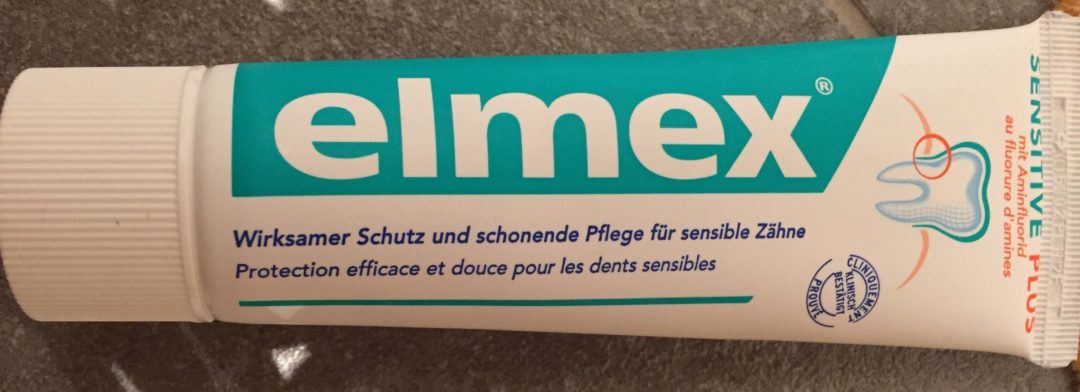 elmex®
Wirksamer Schutz und schonende Pflege für sensible Zähne
Protection efficace et douce pour les dents sensibles
CLINIQUEMENT
KLINISCH
BESTÄTIGT
PROUVÉ
SENSITIVE PLUS
mit Aminfluorid
au fluorure d'amines